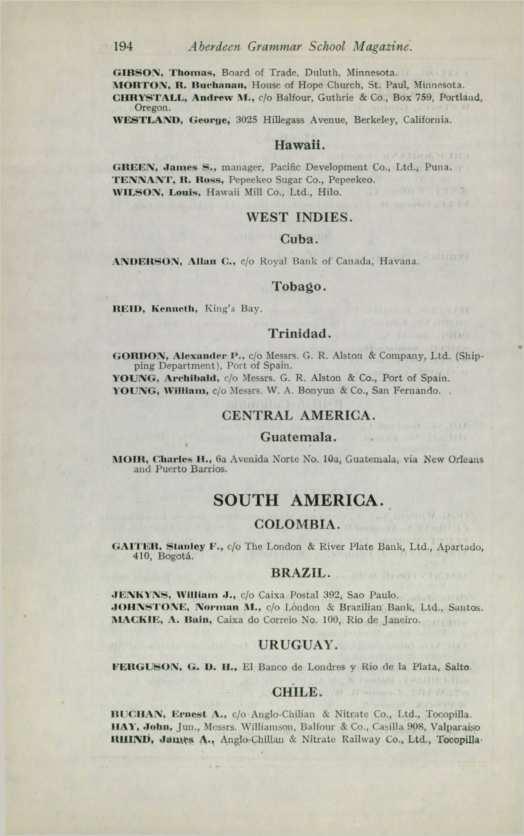 194 Aberdeen Grammar School Magazine.
GIBSON, Thomas, Board of Trade, Duluth, Minnesota.
MORTON, R. Buchanan, House of Hope Church, St. Paul, Minnesota.
CHRYSTALL, Andrew M., c/o Balfour, Guthrie & Co., Box 759, Portland,
Oregon.
WESTLAND, George, 3025 Hillegass Avenue, Berkeley, California.
Hawaii.
GREEN, James S., manager, Pacific Development Co., Ltd., Puna.
TENNANT, R. Ross, Pepeekeo Sugar Co., Pepeekeo.
WILSON, Louis, Hawaii Mill Co., Ltd., Hilo.
WEST INDIES.
Cuba.
ANDERSON, Allan C., c/o Royal Bank of Canada, Havana.
Tobago.
REID, Kenneth, King's Bay.
Trinidad.
GORDON, Alexander P., c/o Messrs. G. R. Alston & Company, Ltd. (Ship-
ping Department), Port of Spain.
YOUNG, Archibald, c/o Messrs. G. R. Alston & Co., Port of Spain.
YOUNG, William, c/o Messrs. W. A. Bonyun & Co., San Fernando.
CENTRAL AMERICA.
Guatemala.
MOIR, Charles H., 6a Avenida Norte No. 10a, Guatemala, via New Orleans
and Puerto Barrios.
SOUTH AMERICA.
COLOMBIA.
GAITER, Stanley F., c/o The London & River Plate Bank, Ltd., Apartado,
410, Bogotá.
BRAZIL.
JENKYNS, William J., c/o Caixa Postal 392, Sao Paulo.
JOHNSTONE, Norman M., c/o London & Brazilian Bank, Ltd., Santos.
MACKIE, A. Bain, Caixa do Correio No. 100, Rio de Janeiro.
URUGUAY.
FERGUSON, G. D. H., El Banco de Londres y Rio de la Plata, Salto.
CHILE.
BUCHAN, Ernest A., c/o Anglo-Chilian & Nitrate Co., Ltd., Tocopilla.
HAY, John, Jun., Messrs. Williamson, Balfour & Co., Casilla 908, Valparaiso
RHIND, James A., Anglo-Chilian & Nitrate Railway Co., Ltd., Tocopilla.